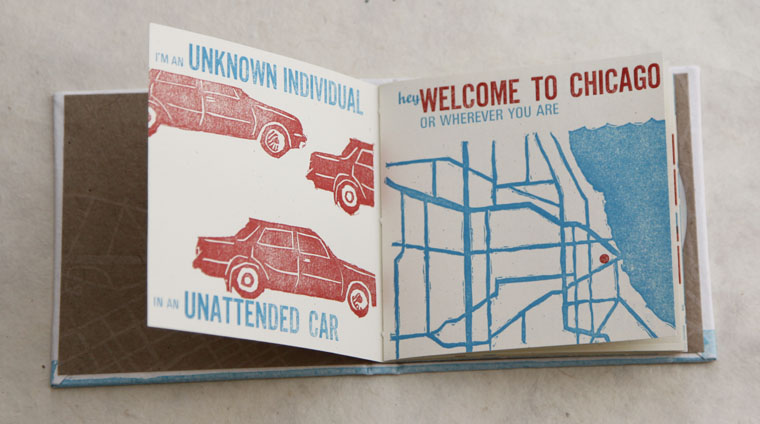 I'M AN UNKNOWN INDIVIDUAL
IN AN UNATTENDED CAR
hey WELCOME TO CHICAGO
OR WHEREVER YOU ARE